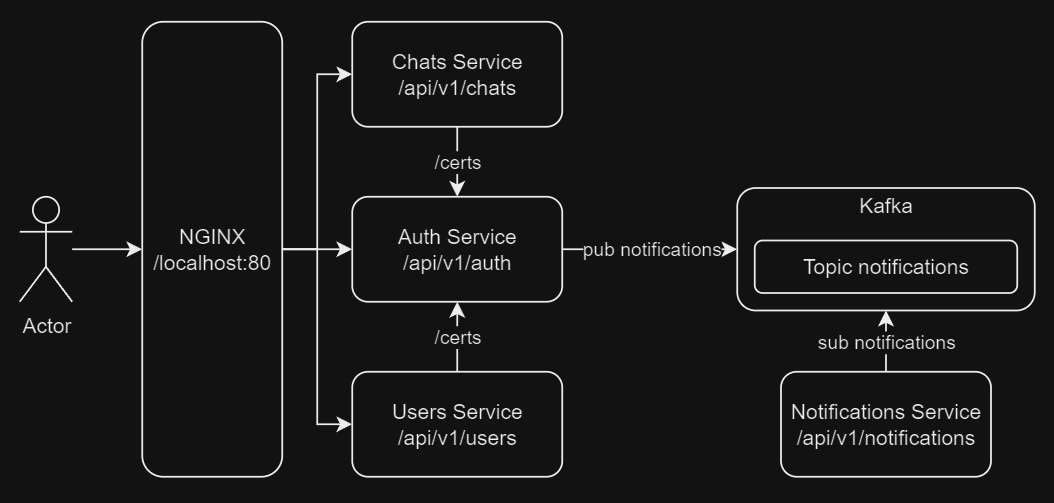 Chats Service
/api/v1/chats
/certs
Actor
NGINX
/localhost:80
Auth Service
/api/v1/auth
pub notifications
Kafka
Topic notifications
/certs
sub notifications
Users Service
/api/v1/users
Notifications Service
/api/v1/notifications